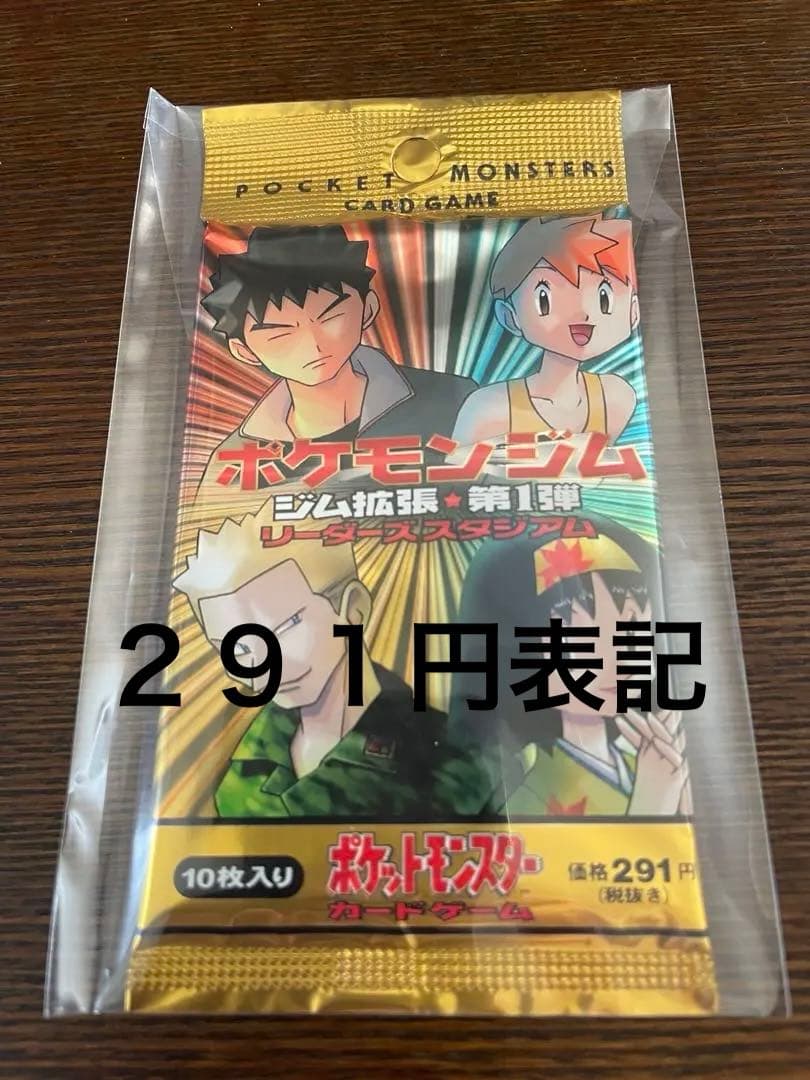 POCKET MONSTERS
CARD GAME
ポケモンジム
ジム拡張★第1弾
リーダーズスタジアム
291円表記
10枚入り
ポケットモンスター
カードゲーム
価格291円
(税抜き)